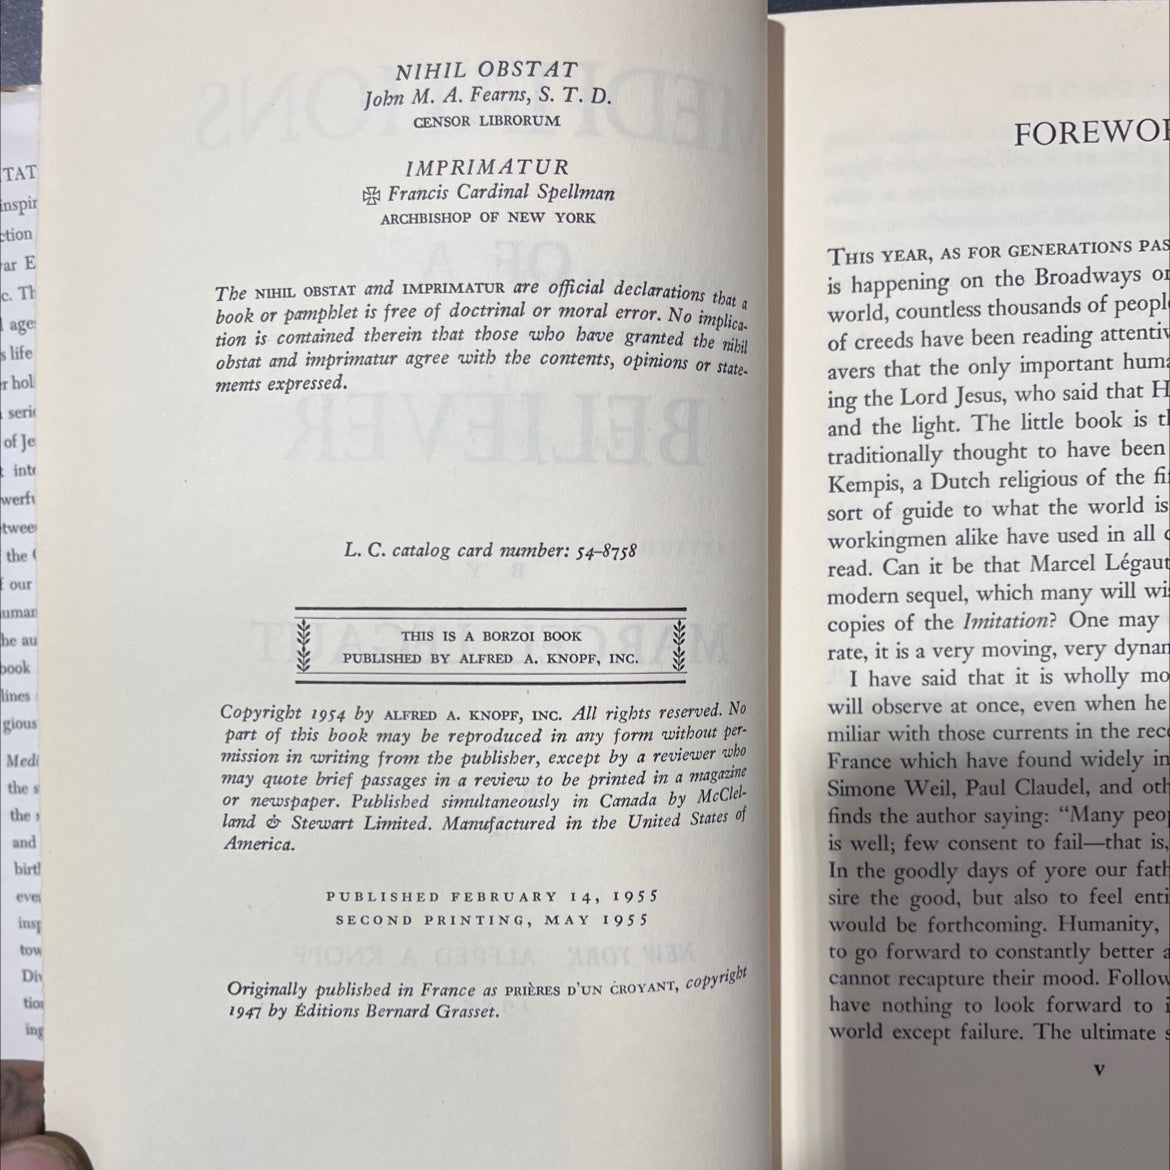 NIHIL OBSTAT
John M. A. Fearns, S. T. D.
CENSOR LIBRORUM
IMPRIMATUR
✠ Francis Cardinal Spellman
ARCHBISHOP OF NEW YORK
The NIHIL OBSTAT and IMPRIMATUR are official declarations that a
book or pamphlet is free of doctrinal or moral error. No implica-
tion is contained therein that those who have granted the nihil
obstat and imprimatur agree with the contents, opinions or state-
ments expressed.
L. C. catalog card number: 54–8758
THIS IS A BORZOI BOOK
PUBLISHED BY ALFRED A. KNOPF, INC.
Copyright 1954 by ALFRED A. KNOPF, INC. All rights reserved. No
part of this book may be reproduced in any form without per-
mission in writing from the publisher, except by a reviewer who
may quote brief passages in a review to be printed in a magazine
or newspaper. Published simultaneously in Canada by McClel-
land & Stewart Limited. Manufactured in the United States of
America.
PUBLISHED FEBRUARY 14, 1955
SECOND PRINTING, MAY 1955
Originally published in France as PRIÈRES D'UN CROYANT, copyright
1947 by Éditions Bernard Grasset.
FOREWOR
THIS YEAR, AS FOR GENERATIONS PAS
is happening on the Broadways or
world, countless thousands of people
of creeds have been reading attentiv
avers that the only important huma
ing the Lord Jesus, who said that H
and the light. The little book is th
traditionally thought to have been
Kempis, a Dutch religious of the fif
sort of guide to what the world is
workingmen alike have used in all c
read. Can it be that Marcel Légaut
modern sequel, which many will wis
copies of the Imitation? One may
rate, it is a very moving, very dynam
I have said that it is wholly mo
will observe at once, even when he
miliar with those currents in the rece
France which have found widely in
Simone Weil, Paul Claudel, and oth
finds the author saying: "Many peop
is well; few consent to fail—that is,
In the goodly days of yore our fath
sire the good, but also to feel enti
would be forthcoming. Humanity,
to go forward to constantly better a
cannot recapture their mood. Follow
have nothing to look forward to i
world except failure. The ultimate s
v